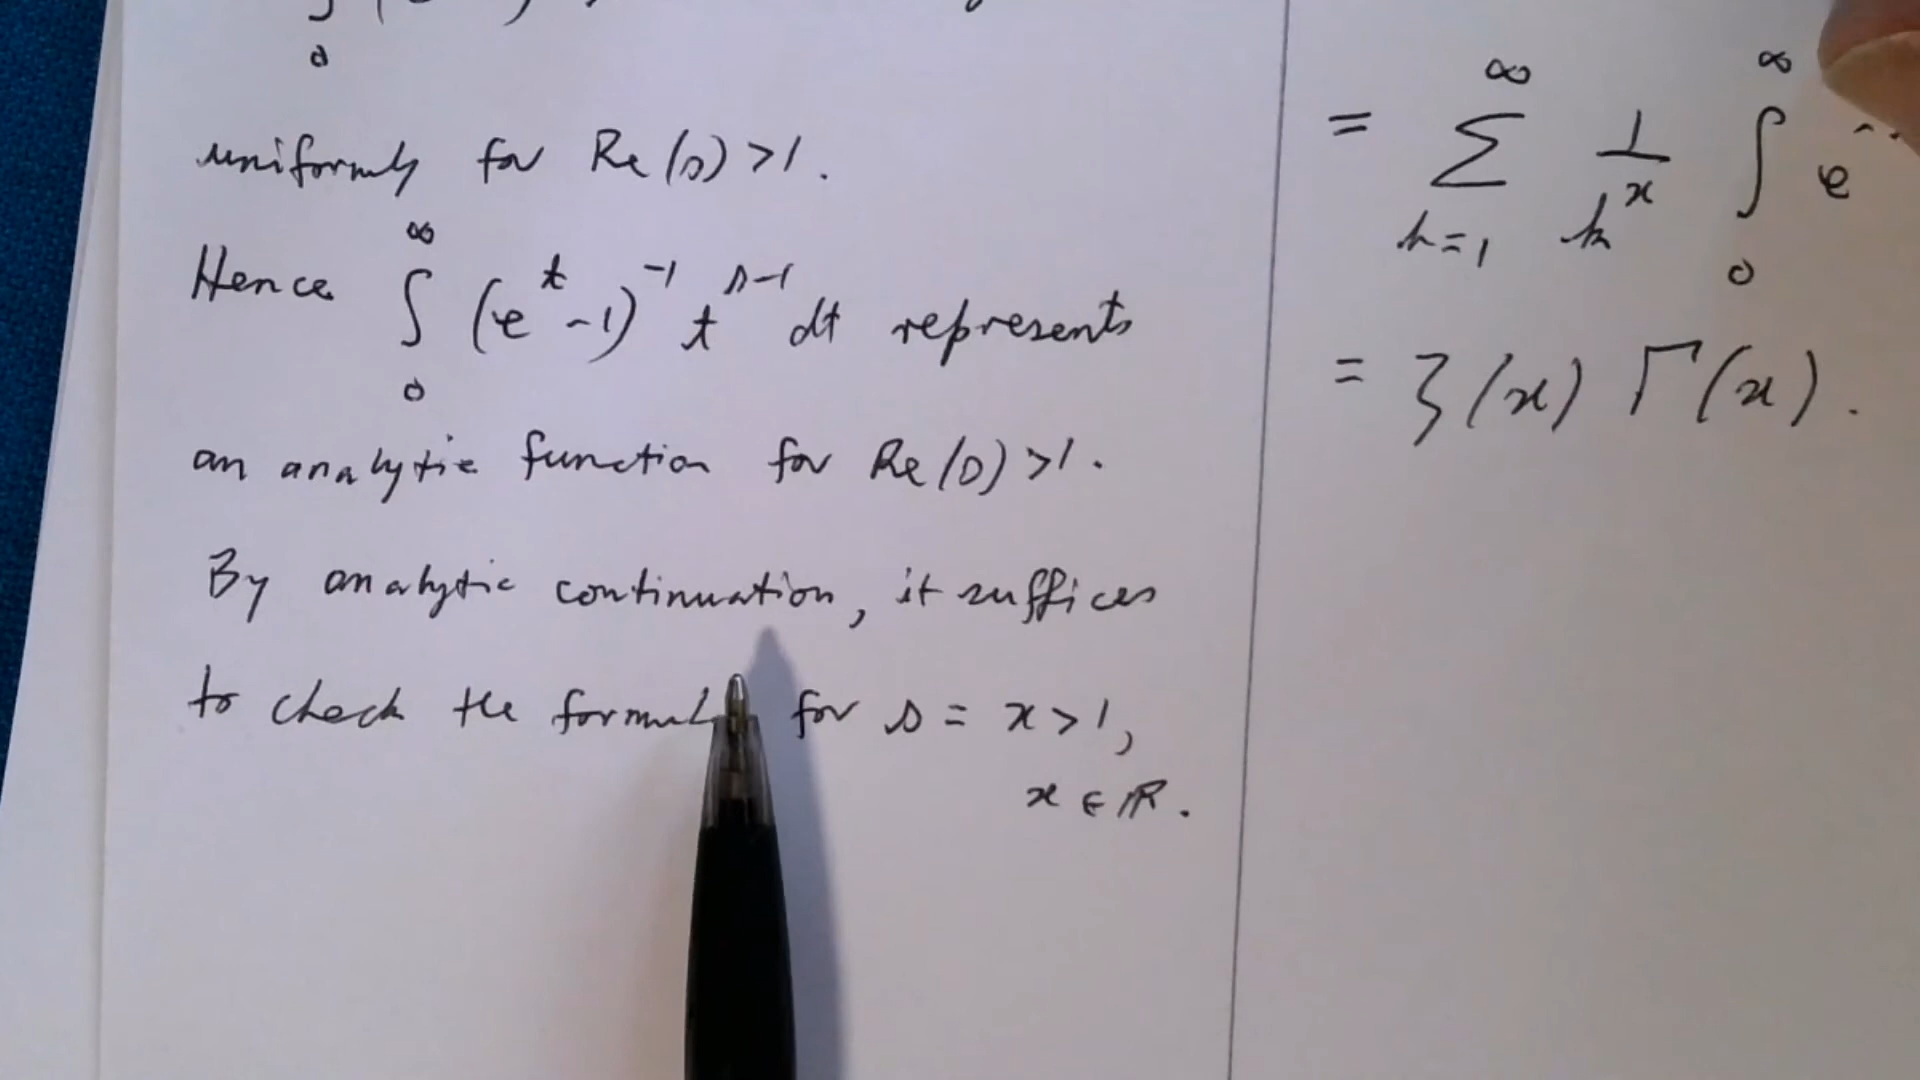 uniformly for Re(s) > 1.
Hence ∫₀^∞ (e^t - 1)^{-1} t^{s-1} dt represents
an analytic function for Re(s) > 1.
By analytic continuation, it suffices
to check the formula for s = x > 1,
x ∈ ℝ.
= ∑_{k=1}^∞ 1/k^x ∫₀^∞ e
= ζ(x) Γ(x).